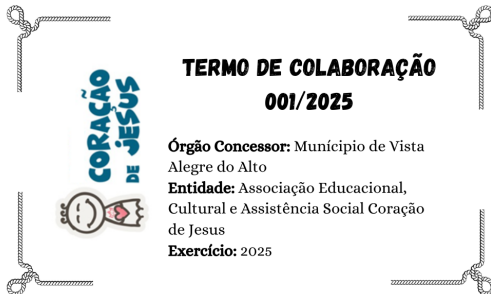 CORAÇÃO
DE JESUS
TERMO DE COLABORAÇÃO
001/2025
Órgão Concessor: Munícipio de Vista
Alegre do Alto
Entidade: Associação Educacional,
Cultural e Assistência Social Coração
de Jesus
Exercício: 2025